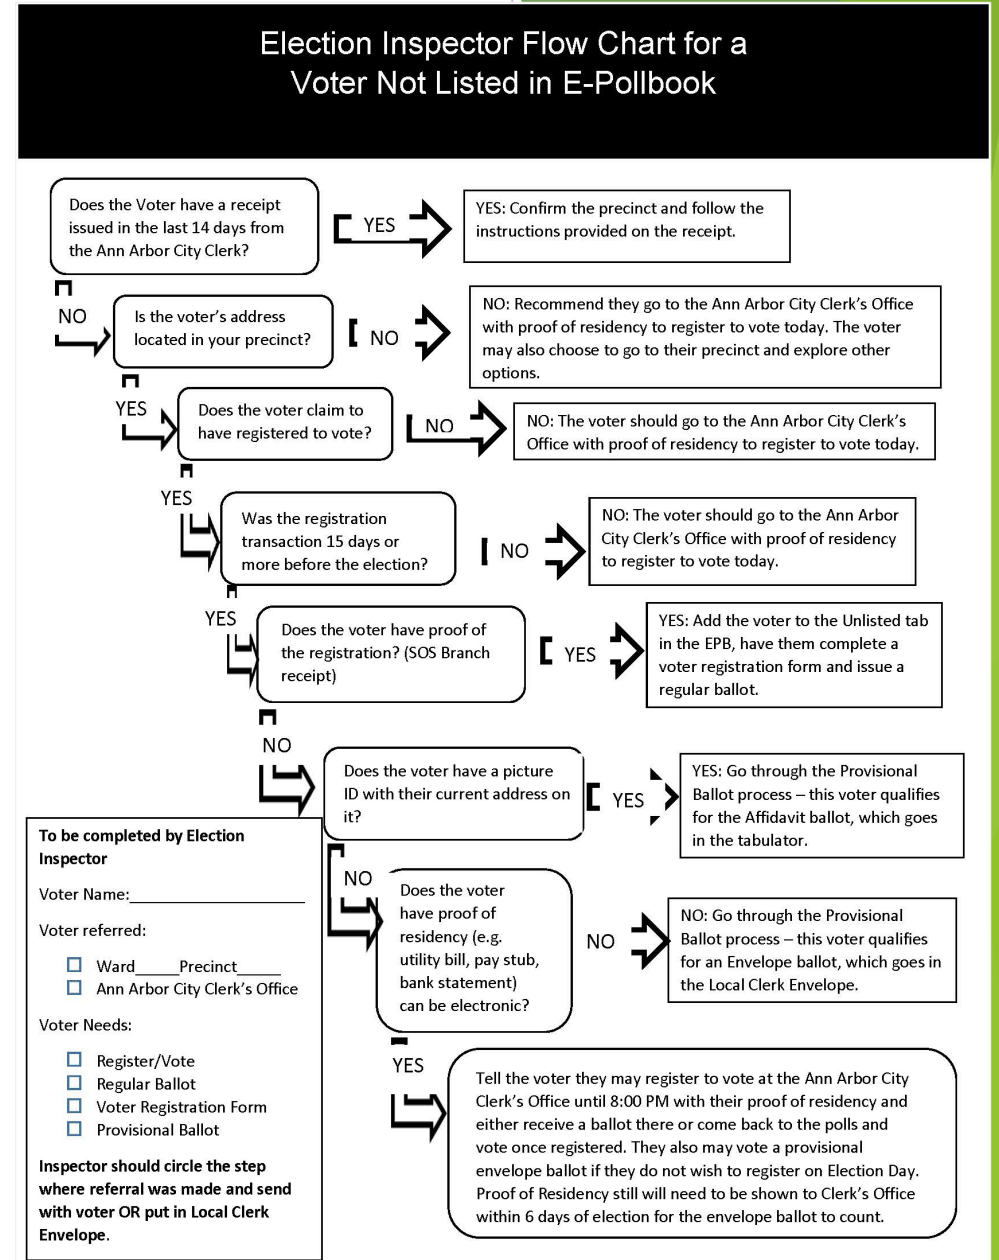 Election Inspector Flow Chart for a
Voter Not Listed in E-Pollbook
Does the Voter have a receipt
issued in the last 14 days from
the Ann Arbor City Clerk?
YES
YES: Confirm the precinct and follow the
instructions provided on the receipt.
NO
Is the voter's address
located in your precinct?
NO
NO: Recommend they go to the Ann Arbor City Clerk's Office
with proof of residency to register to vote today. The voter
may also choose to go to their precinct and explore other
options.
YES
Does the voter claim to
have registered to vote?
NO
NO: The voter should go to the Ann Arbor City Clerk's
Office with proof of residency to register to vote today.
YES
Was the registration
transaction 15 days or
more before the election?
NO
NO: The voter should go to the Ann Arbor
City Clerk's Office with proof of residency
to register to vote today.
YES
Does the voter have proof of
the registration? (SOS Branch
receipt)
YES
YES: Add the voter to the Unlisted tab
in the EPB, have them complete a
voter registration form and issue a
regular ballot.
NO
Does the voter have a picture
ID with their current address on
it?
YES
YES: Go through the Provisional
Ballot process – this voter qualifies
for the Affidavit ballot, which goes
in the tabulator.
NO
Does the voter
have proof of
residency (e.g.
utility bill, pay stub,
bank statement)
can be electronic?
NO
NO: Go through the Provisional
Ballot process – this voter qualifies
for an Envelope ballot, which goes in
the Local Clerk Envelope.
YES
Tell the voter they may register to vote at the Ann Arbor City
Clerk's Office until 8:00 PM with their proof of residency and
either receive a ballot there or come back to the polls and
vote once registered. They also may vote a provisional
envelope ballot if they do not wish to register on Election Day.
Proof of Residency still will need to be shown to Clerk's Office
within 6 days of election for the envelope ballot to count.
To be completed by Election
Inspector
Voter Name:____________________
Voter referred:
☐ Ward_____Precinct_____
☐ Ann Arbor City Clerk's Office
Voter Needs:
☐ Register/Vote
☐ Regular Ballot
☐ Voter Registration Form
☐ Provisional Ballot
Inspector should circle the step
where referral was made and send
with voter OR put in Local Clerk
Envelope.